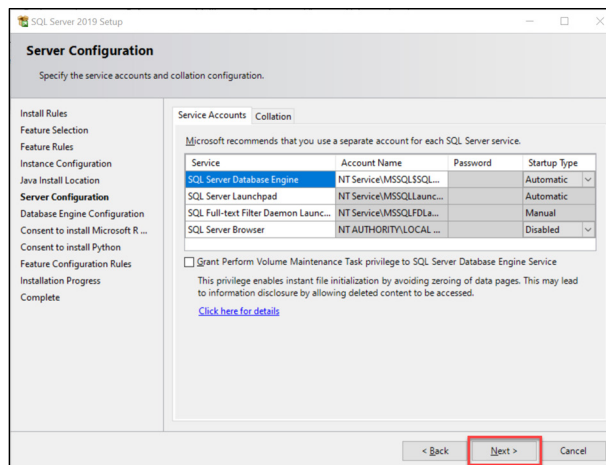 SQL Server 2019 Setup
Server Configuration
Specify the service accounts and collation configuration.
Install Rules
Feature Selection
Feature Rules
Instance Configuration
Java Install Location
Server Configuration
Database Engine Configuration
Consent to install Microsoft R ...
Consent to install Python
Feature Configuration Rules
Installation Progress
Complete
Service Accounts Collation
Microsoft recommends that you use a separate account for each SQL Server service.
Service Account Name Password Startup Type
SQL Server Database Engine NT Service\MSSQL$SQL... Automatic
SQL Server Launchpad NT Service\MSSQLLaunc... Automatic
SQL Full-text Filter Daemon Launc... NT Service\MSSQLFDLa... Manual
SQL Server Browser NT AUTHORITY\LOCAL ... Disabled
Grant Perform Volume Maintenance Task privilege to SQL Server Database Engine Service
This privilege enables instant file initialization by avoiding zeroing of data pages. This may lead
to information disclosure by allowing deleted content to be accessed.
Click here for details
< Back Next > Cancel